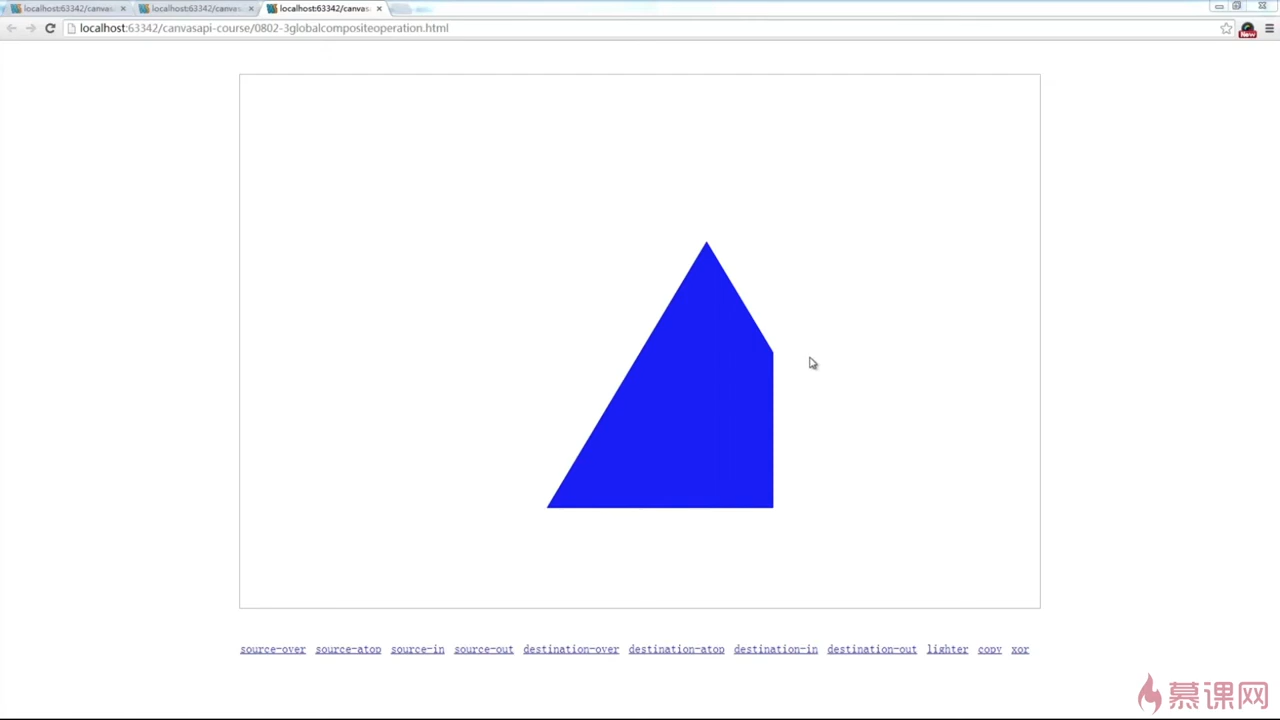 localhost:63342/canvas localhost:63342/canvas localhost:63342/canvas
localhost:63342/canvasapi-course/0802-3globalcompositeoperation.html
New
source-over source-atop source-in source-out destination-over destination-atop destination-in destination-out lighter copy xor
慕课网